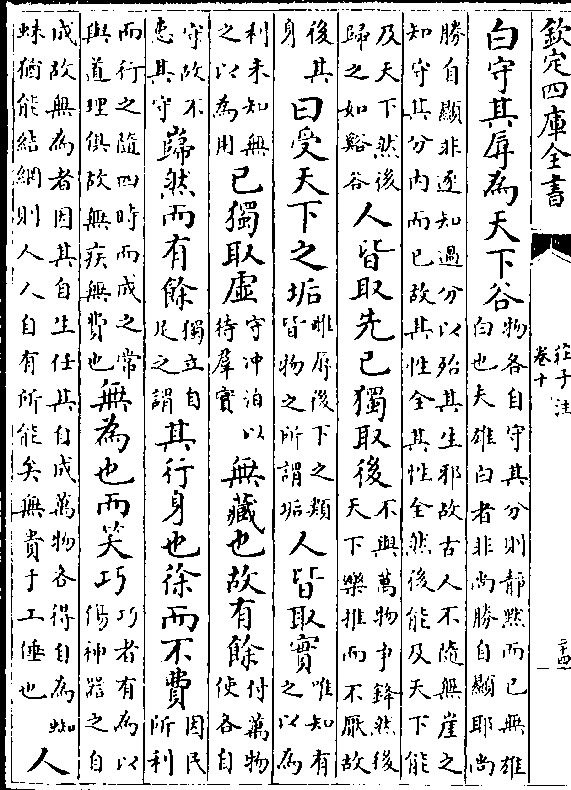 欽定四庫全書
莊子注
卷十
白守其辱為天下谷物各自守其分則静黙而已無雄白也夫雄白者非尚勝自顯耶尚
勝自顯非逐知過分以殆其生邪故古人不隨無崖之知守其分内而已故其性全其性全然後能及天下能
及天下然後歸之如谿谷人皆取先已獨取後不與萬物爭鋒然後天下樂推而不厭故
後其身曰受天下之垢唯辱後下之類皆物之所謂垢人皆取實唯知有之以為
利未知無之以為用已獨取虛守冲泊以待羣實無藏也故有餘付萬物使各自
守故不患其守巋然而有餘獨立自足之謂其行身也徐而不費因民所利
而行之隨四時而成之常與道理俱故無疾無費也無為也而笑巧巧者有為以傷神器之自
成故無為者因其自生任其自成萬物各得自為蜘蛛猶能結網則人人自有所能矣無貴于工倕也人